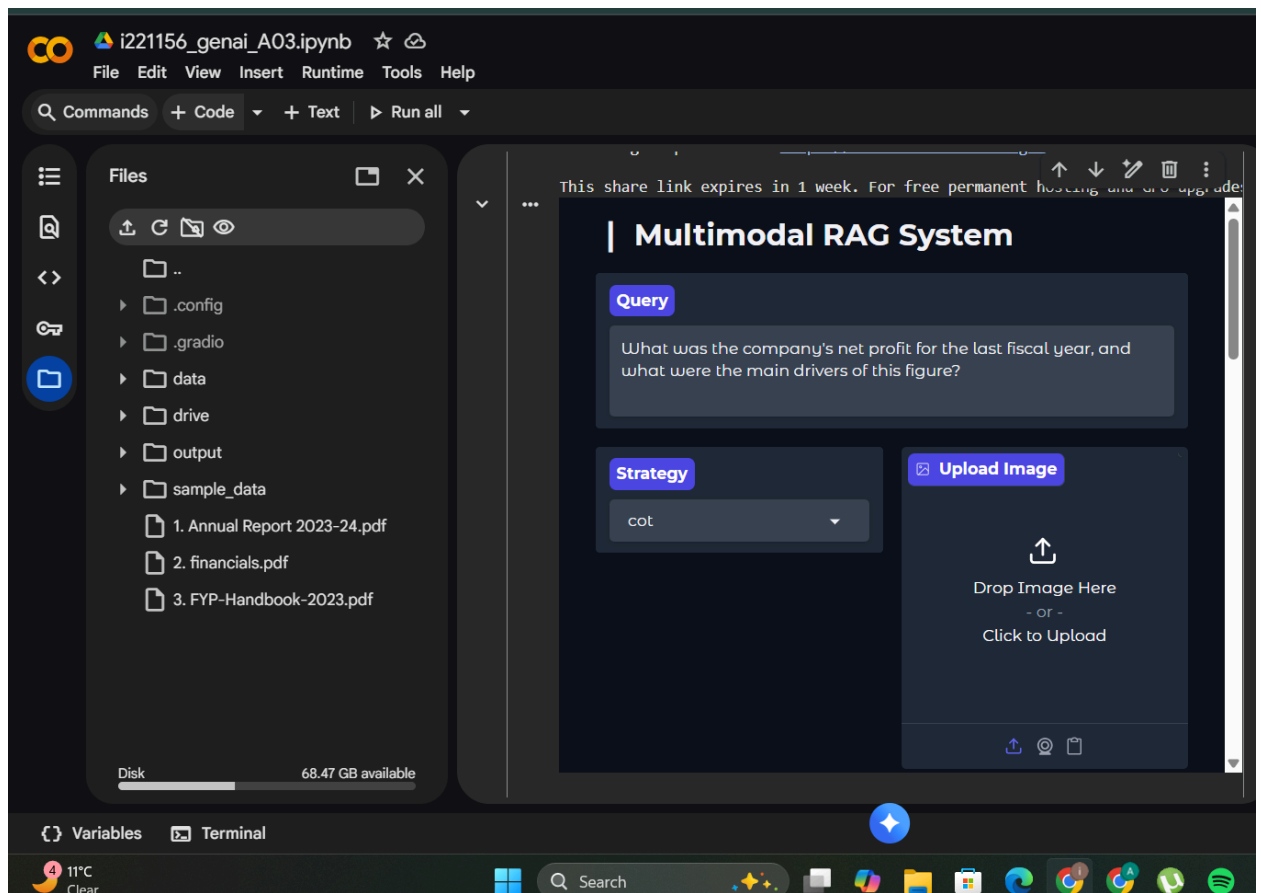 i221156_genai_A03.ipynb
File Edit View Insert Runtime Tools Help
Commands + Code + Text Run all
Files
..
.config
.gradio
data
drive
output
sample_data
1. Annual Report 2023-24.pdf
2. financials.pdf
3. FYP-Handbook-2023.pdf
Disk 68.47 GB available
This share link expires in 1 week. For free permanent hosting and GPU upgrades
| Multimodal RAG System
Query
What was the company's net profit for the last fiscal year, and
what were the main drivers of this figure?
Strategy
cot
Upload Image
Drop Image Here
- or -
Click to Upload
{} Variables Terminal
4
11°C
Clear
Search